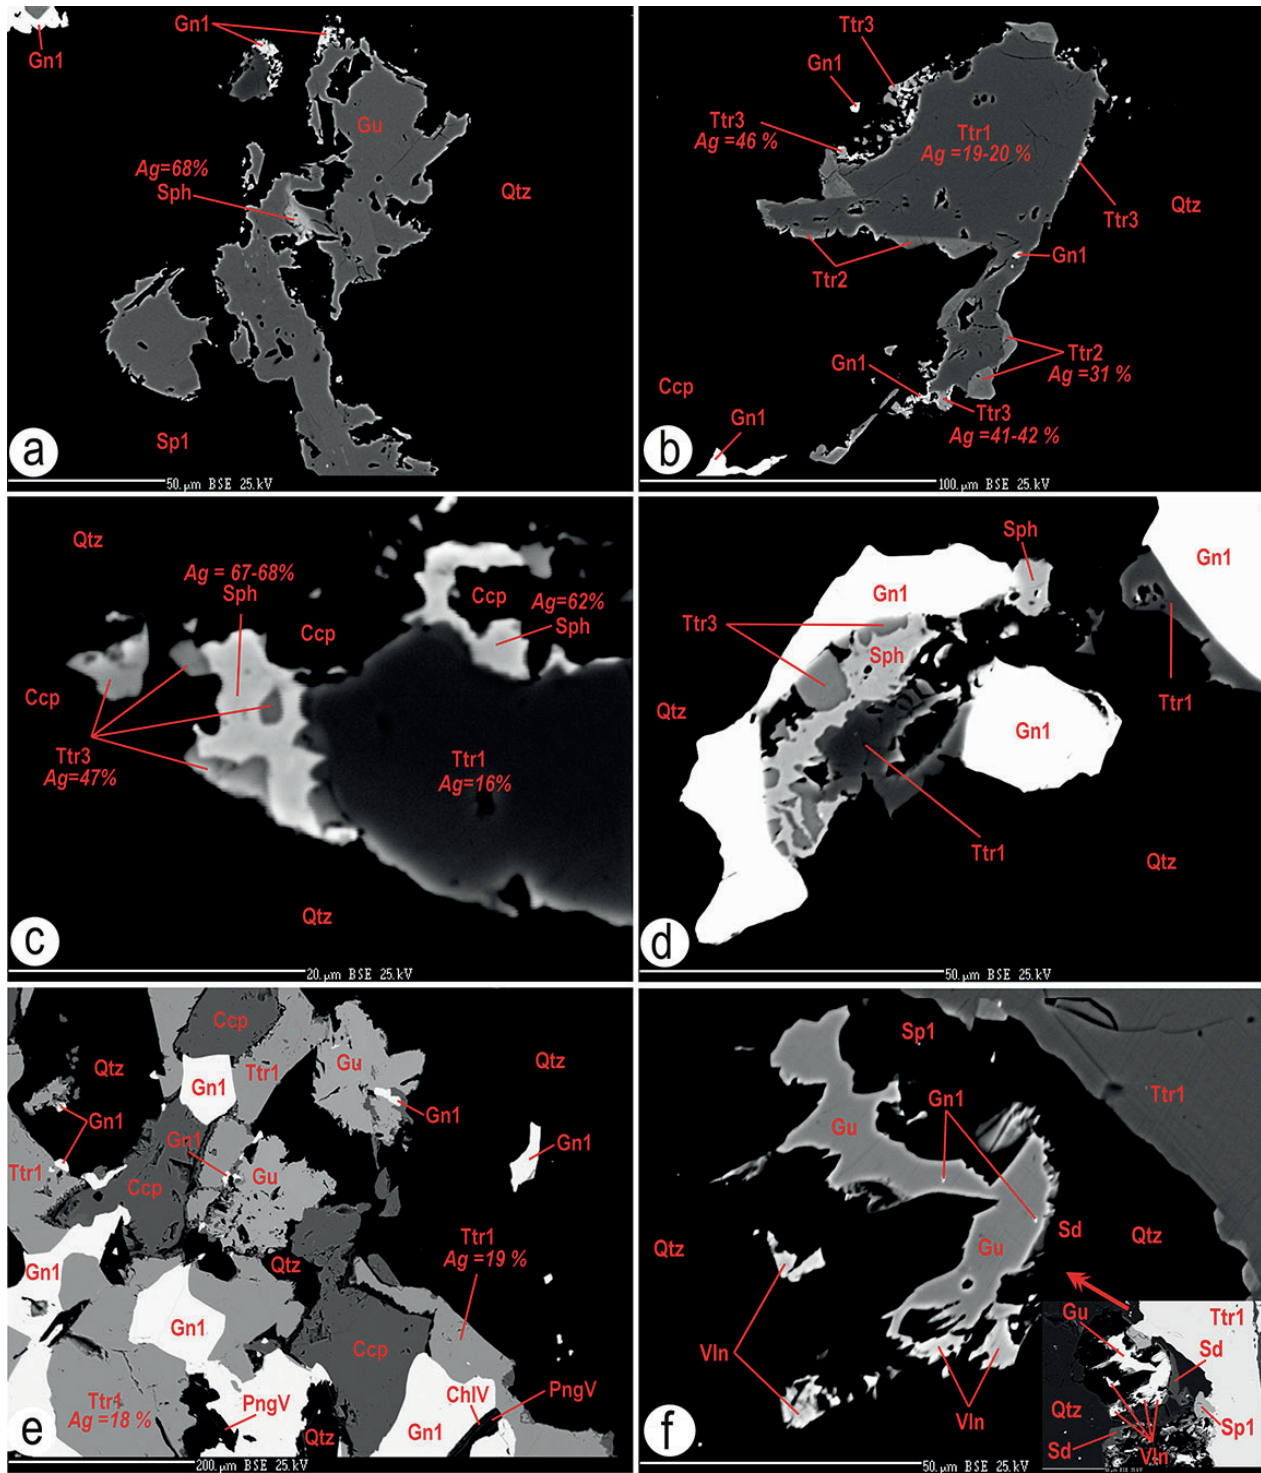 Gn1
Gn1
Gu
Ag=68%
Sph
Qtz
Sp1
a
50.µm BSE 25.kV
Ttr3
Gn1
Ttr3
Ag =46 %
Ttr1
Ag =19-20 %
Qtz
Ttr3
Gn1
Ttr2
Ttr2
Ag =31 %
Gn1
Ccp
Ttr3
Ag =41-42 %
Gn1
b
100.µm BSE 25.kV
Qtz
Ag = 67-68%
Sph
Ccp
Ag=62%
Sph
Ccp
Ccp
Ttr3
Ag=47%
Ttr1
Ag=16%
Qtz
c
20.µm BSE 25.kV
Sph
Gn1
Gn1
Ttr3
Sph
Ttr1
Qtz
Gn1
Ttr1
Qtz
d
50.µm BSE 25.kV
Ccp
Qtz
Gu
Qtz
Ttr1
Gn1
Gn1
Gn1
Gn1
Gn1
Ttr1
Ccp
Gu
Ttr1
Ag =19 %
Qtz
Gn1
Gn1
Ccp
Ttr1
Ag =18 %
PngV
ChlV
PngV
Qtz
Gn1
e
200.µm BSE 25.kV
Sp1
Gn1
Ttr1
Gu
Qtz
Gu
Sd
Qtz
Vln
Vln
Gu
Ttr1
Sd
Qtz
Sp1
Sd
Vln
f
50.µm BSE 25.kV